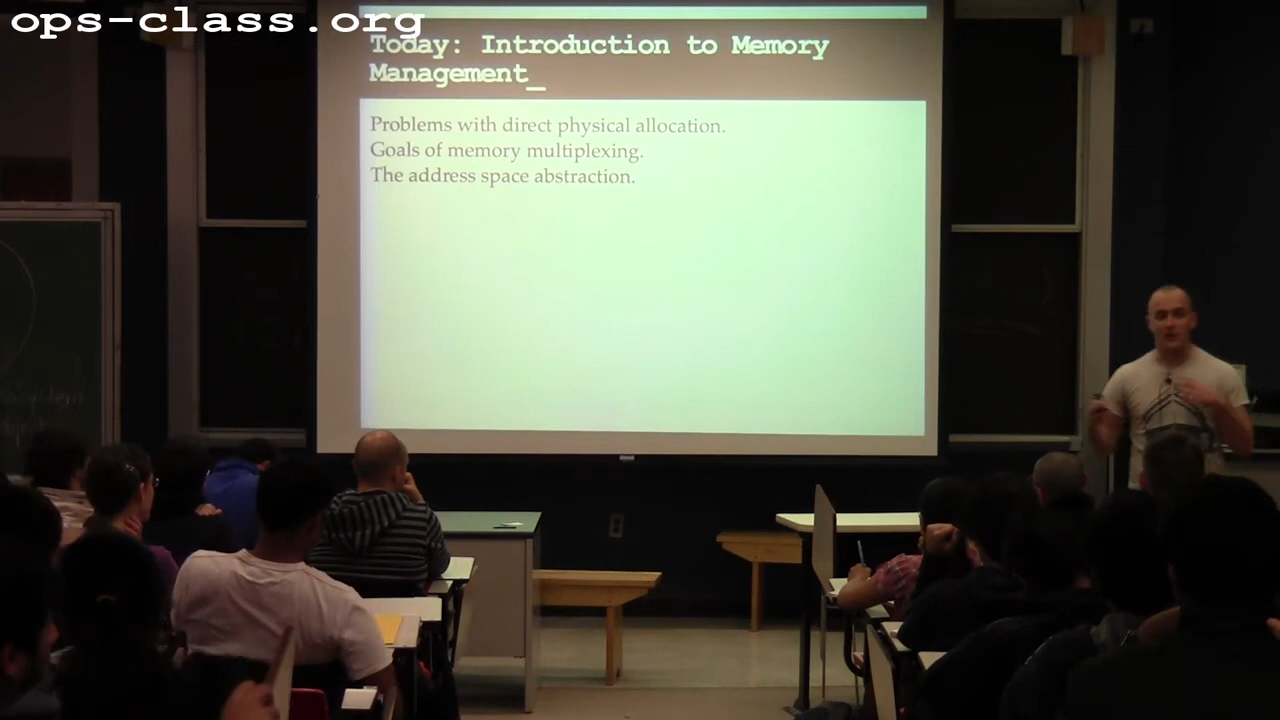 ops-class.org
Today: Introduction to Memory
Management_
Problems with direct physical allocation.
Goals of memory multiplexing.
The address space abstraction.